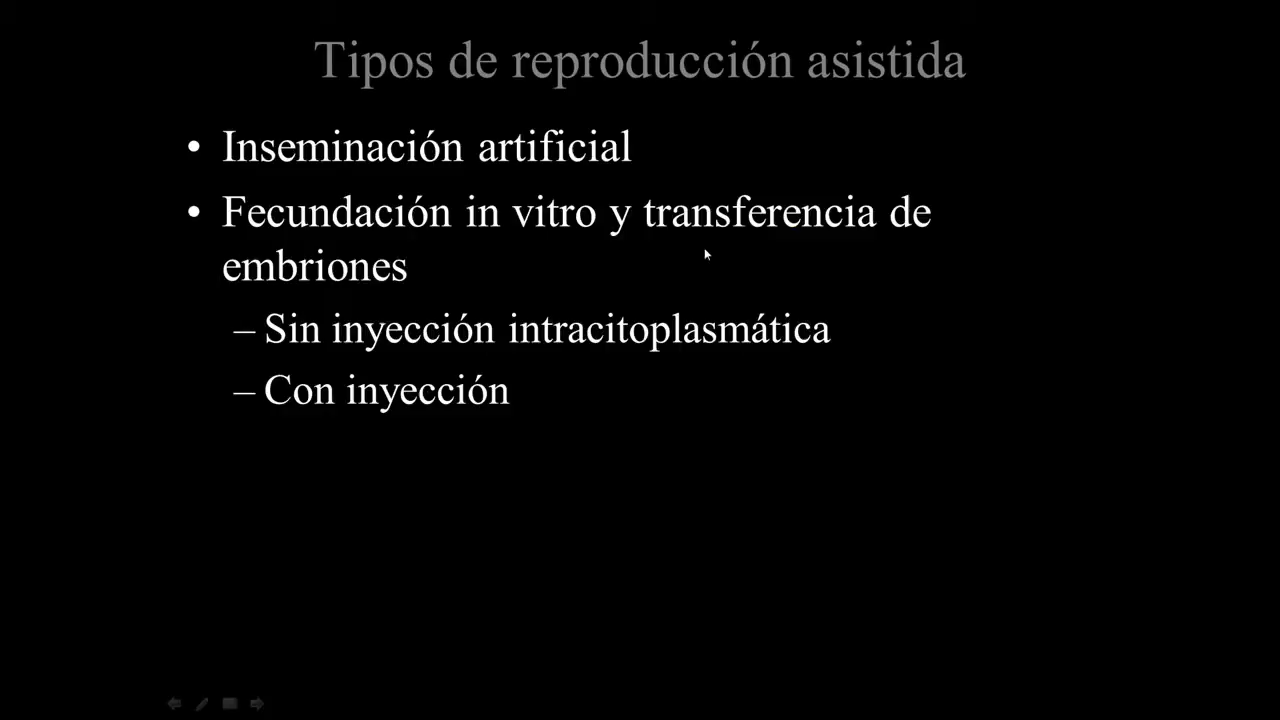 Tipos de reproducción asistida
• Inseminación artificial
• Fecundación in vitro y transferencia de
embriones
– Sin inyección intracitoplasmática
– Con inyección